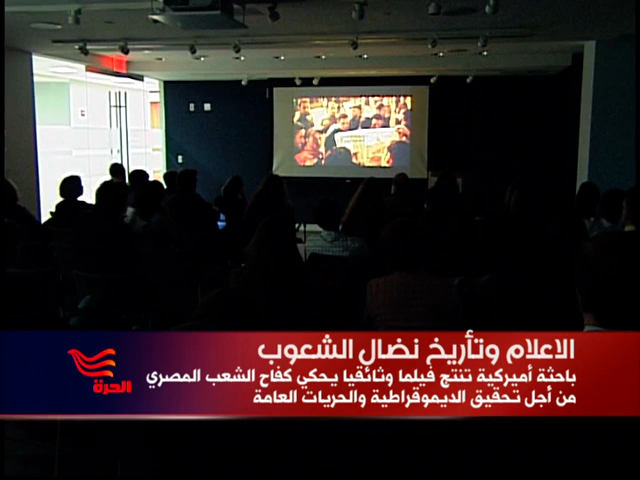 الاعلام وتأريخ نضال الشعوب
باحثة أميركية تنتج فيلما وثائقيا يحكي كفاح الشعب المصري
من أجل تحقيق الديموقراطية والحريات العامة
الحرة